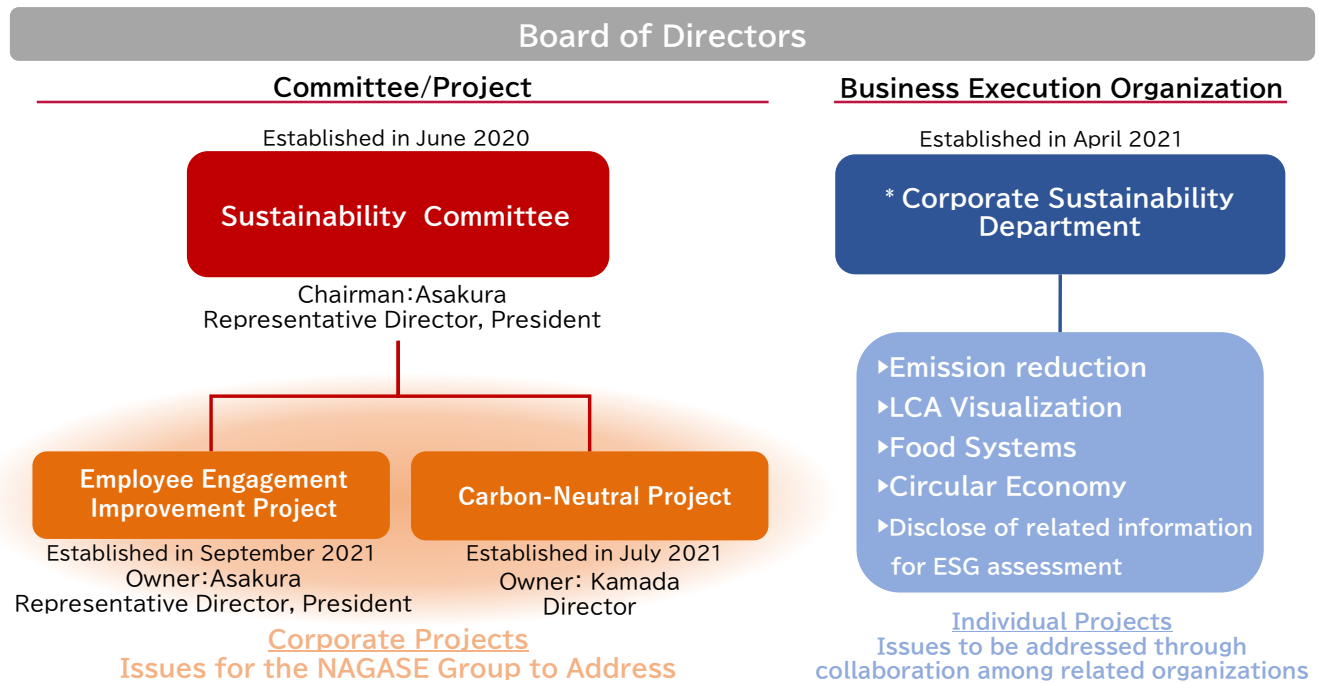 Board of Directors
Committee/Project
Established in June 2020
Sustainability Committee
Chairman:Asakura
Representative Director, President
Employee Engagement
Improvement Project
Established in September 2021
Owner:Asakura
Representative Director, President
Carbon-Neutral Project
Established in July 2021
Owner: Kamada
Director
Corporate Projects
Issues for the NAGASE Group to Address
Business Execution Organization
Established in April 2021
* Corporate Sustainability
Department
▶Emission reduction
▶LCA Visualization
▶Food Systems
▶Circular Economy
▶Disclose of related information
for ESG assessment
Individual Projects
Issues to be addressed through
collaboration among related organizations